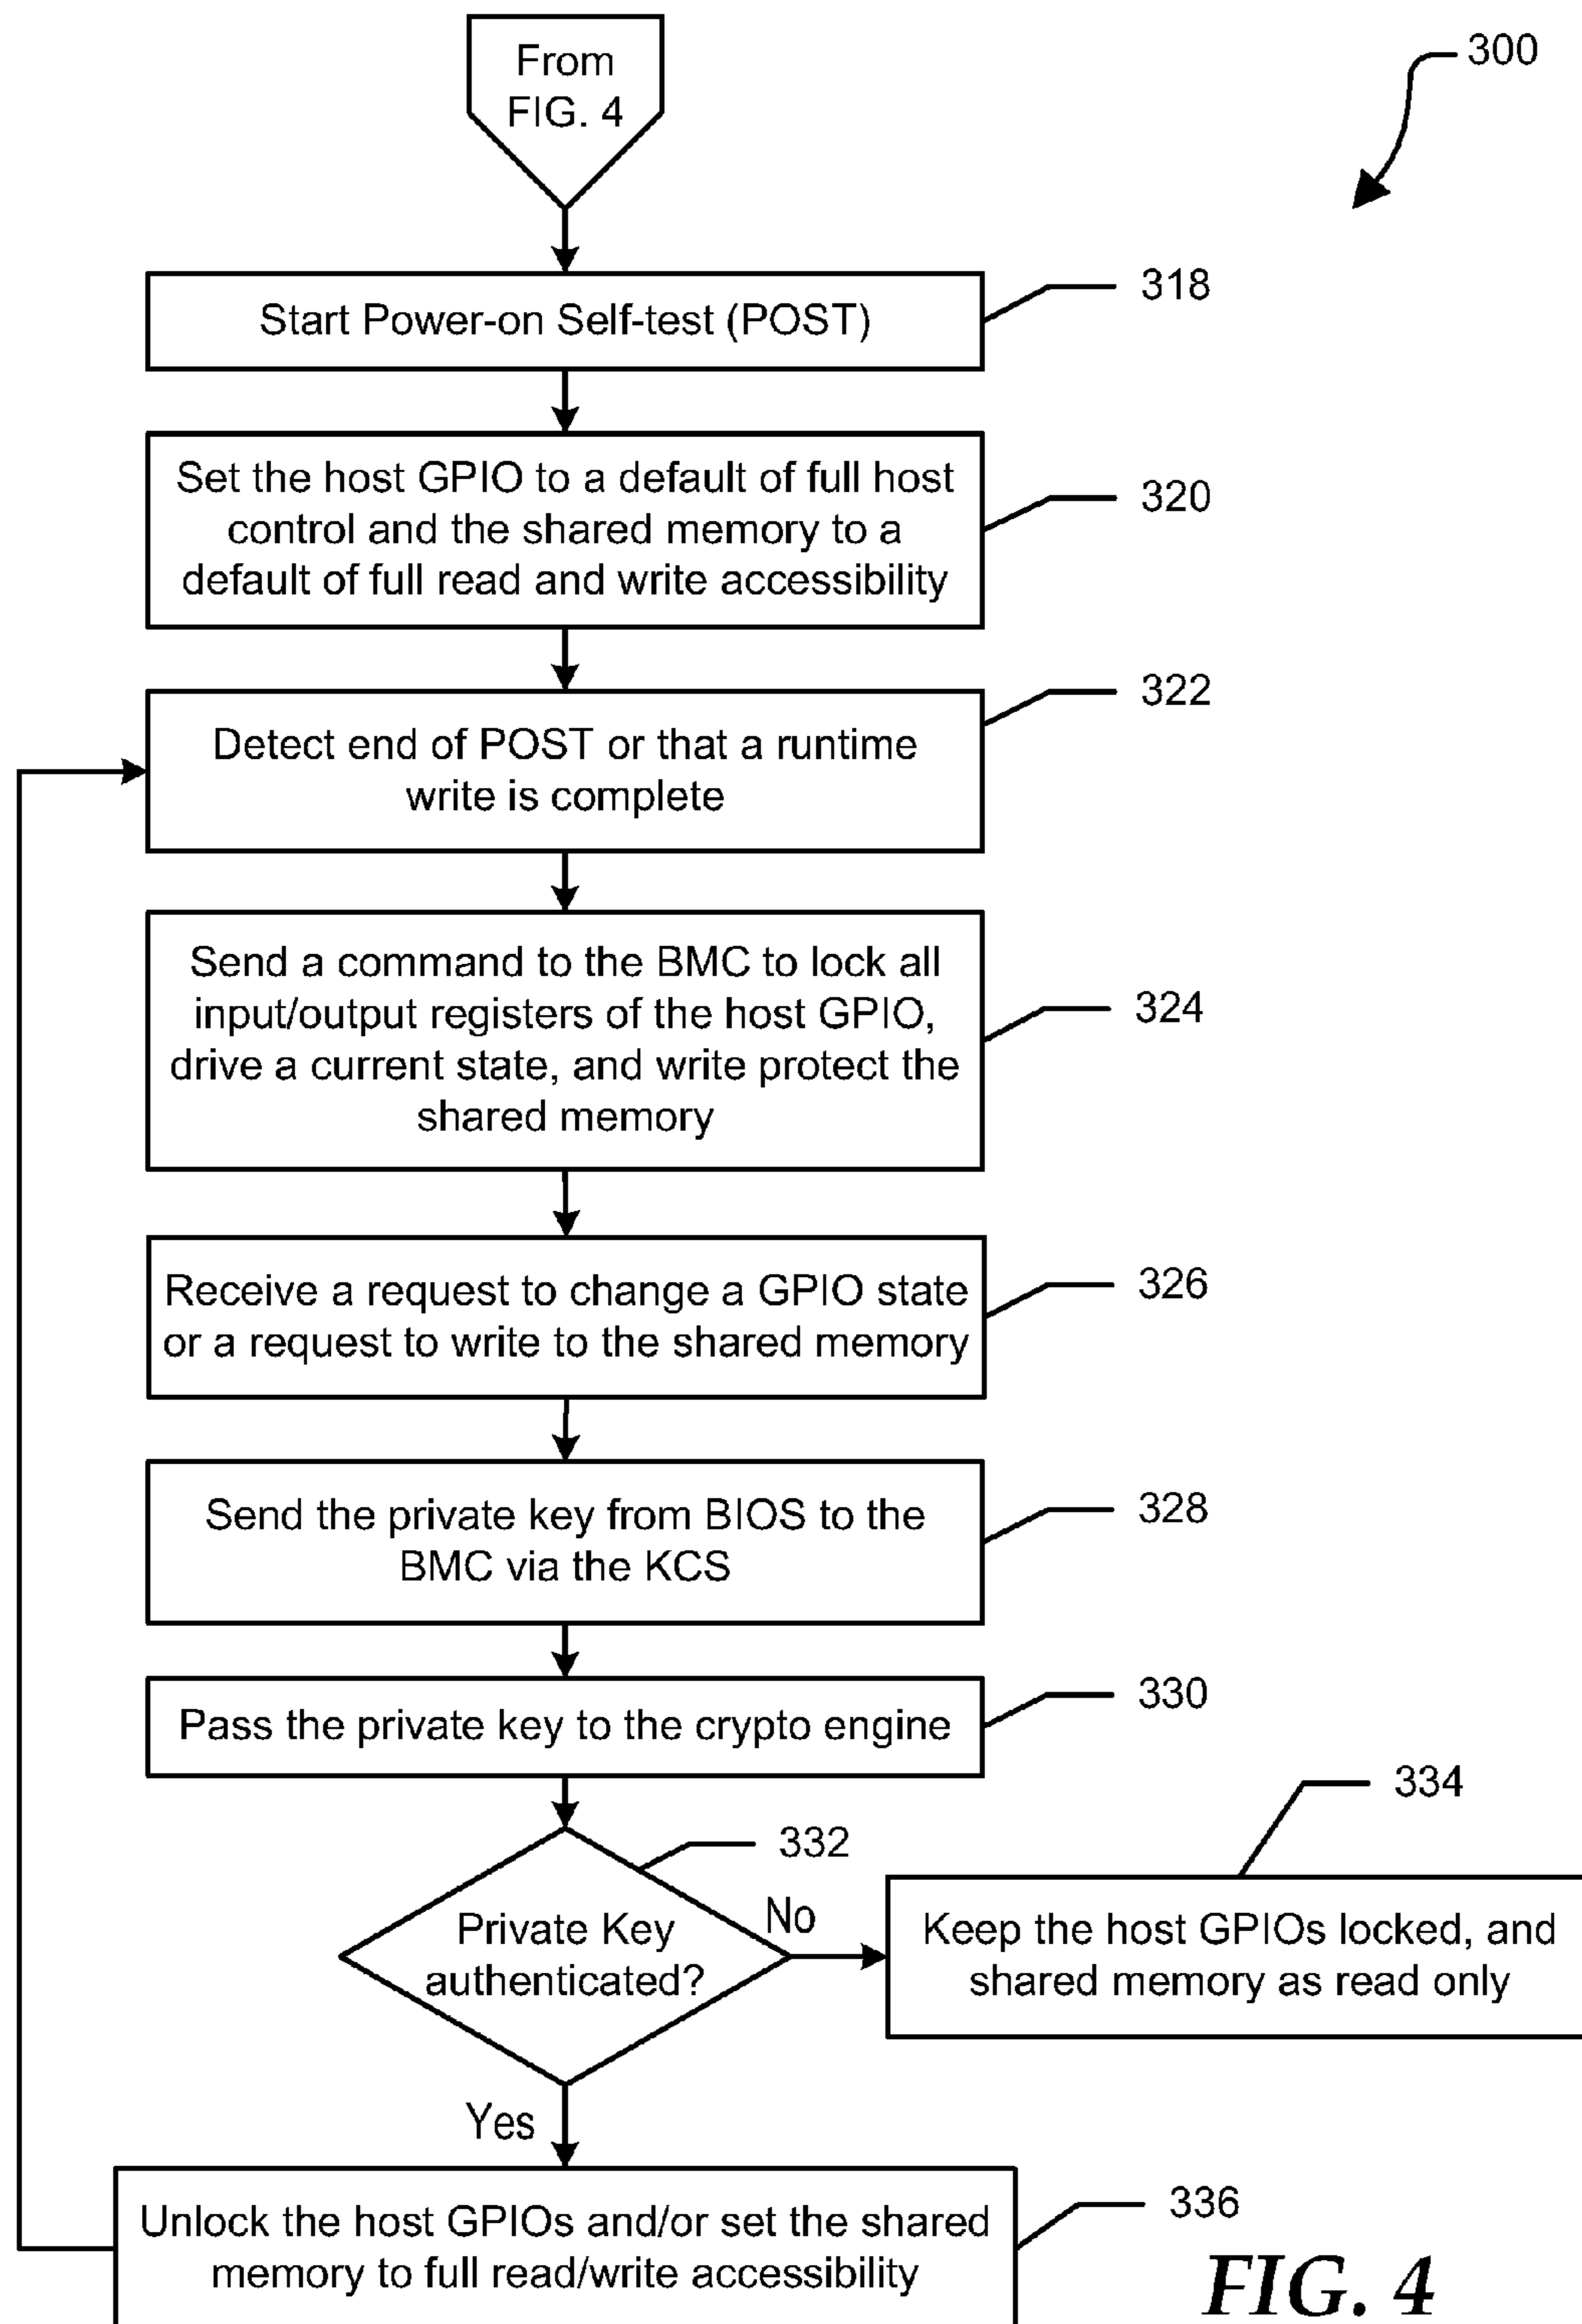 From
FIG. 4
300
Start Power-on Self-test (POST)
318
Set the host GPIO to a default of full host
control and the shared memory to a
default of full read and write accessibility
320
Detect end of POST or that a runtime
write is complete
322
Send a command to the BMC to lock all
input/output registers of the host GPIO,
drive a current state, and write protect the
shared memory
324
Receive a request to change a GPIO state
or a request to write to the shared memory
326
Send the private key from BIOS to the
BMC via the KCS
328
Pass the private key to the crypto engine
330
Private Key
authenticated?
332
No
Keep the host GPIOs locked, and
shared memory as read only
334
Yes
Unlock the host GPIOs and/or set the shared
memory to full read/write accessibility
336
FIG. 4